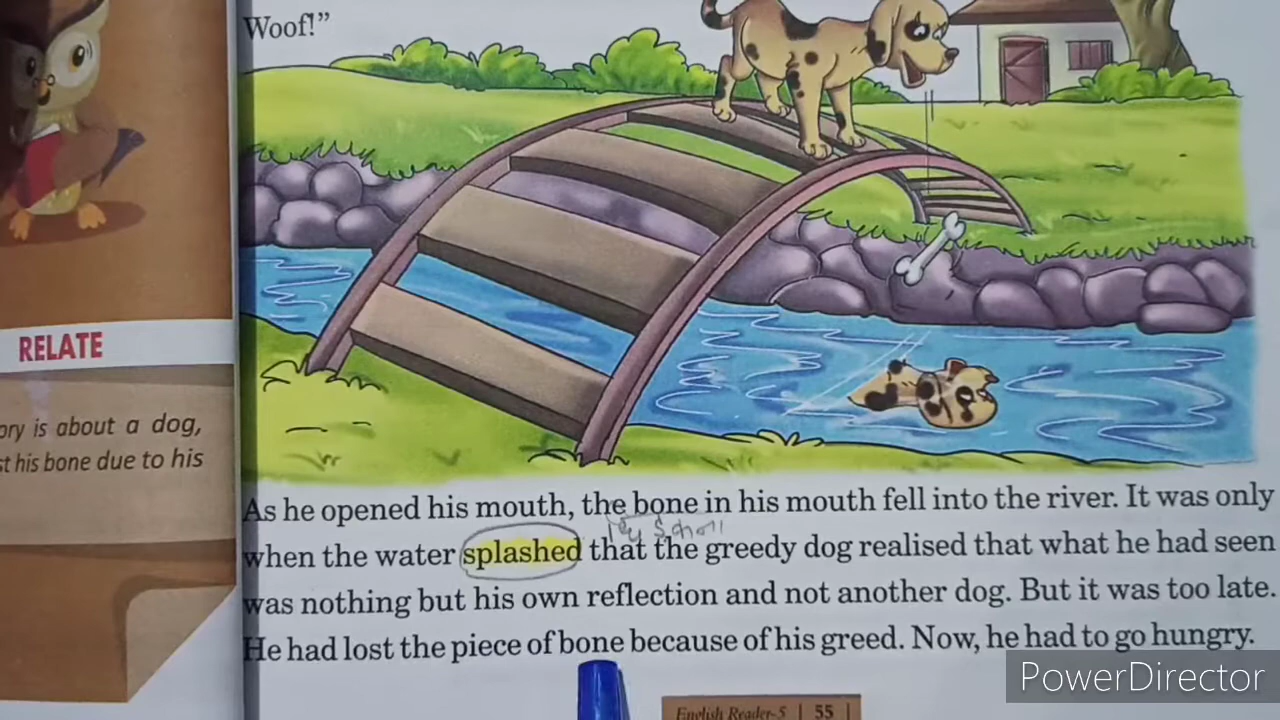 Woof!”
RELATE
ory is about a dog,
st his bone due to his
As he opened his mouth, the bone in his mouth fell into the river. It was only
when the water splashed that the greedy dog realised that what he had seen
was nothing but his own reflection and not another dog. But it was too late.
He had lost the piece of bone because of his greed. Now, he had to go hungry.
English Reader-5 | 55 |
PowerDirector